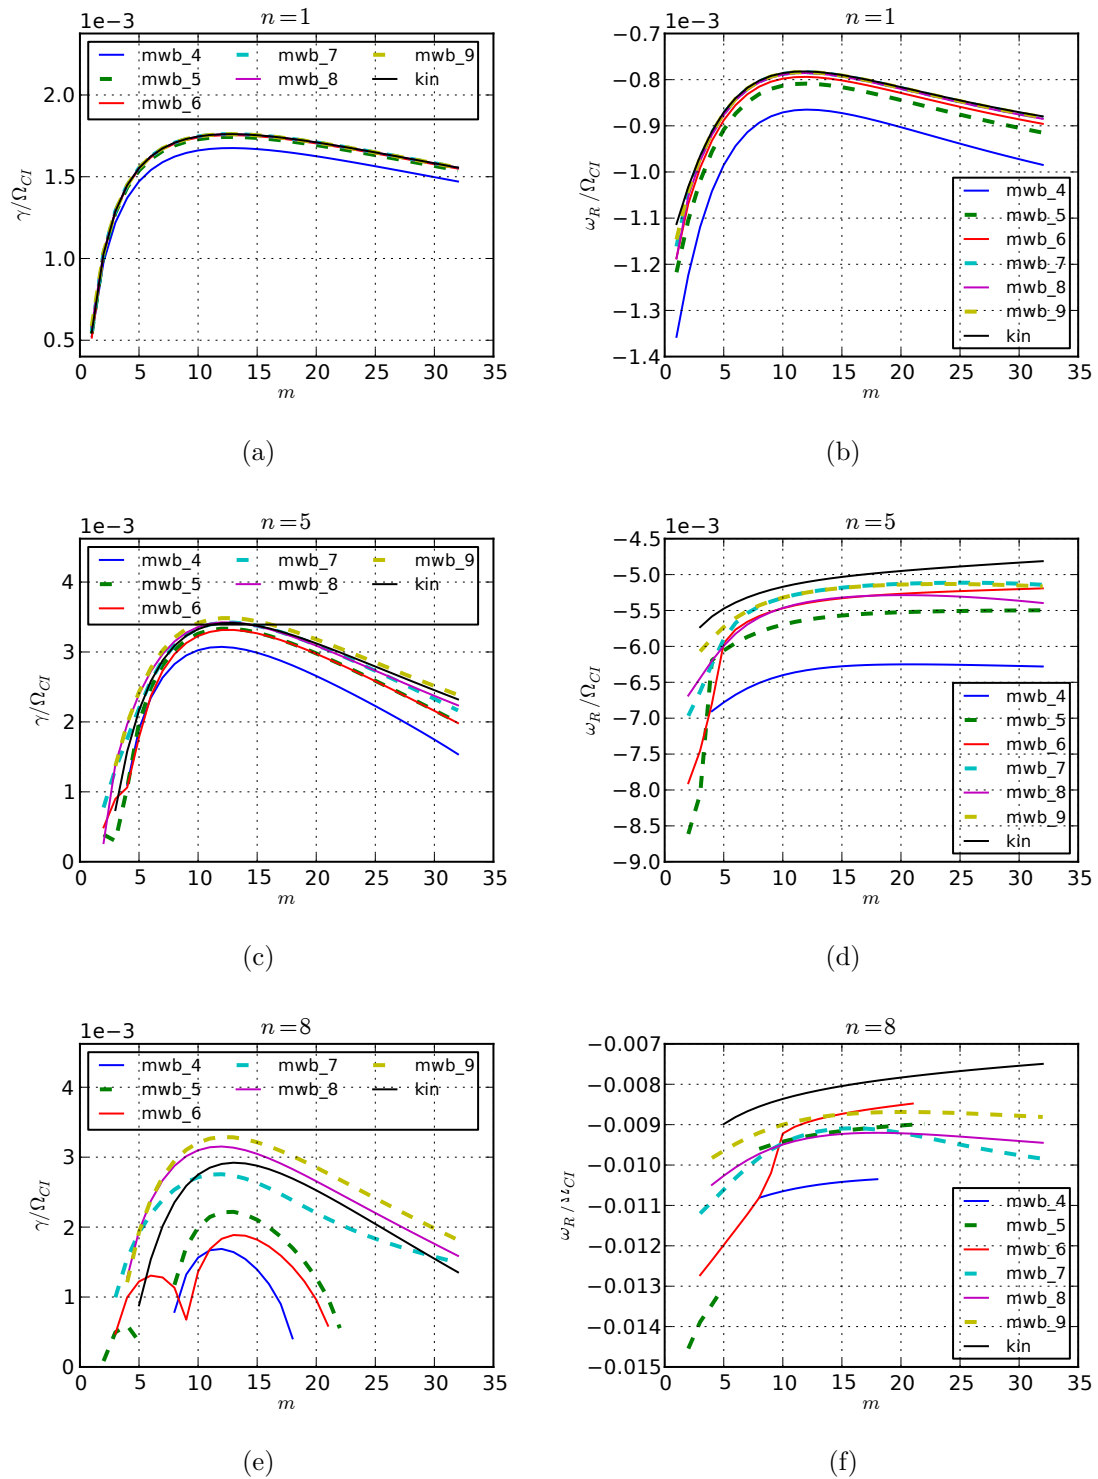 1e−3 n=1
mwb_4 mwb_7 mwb_9
mwb_5 mwb_8 kin
mwb_6
2.0
1.5
1.0
0.5
γ/Ω_CI
0 5 10 15 20 25 30 35
m
(a)
1e−3 n=1
−0.7
−0.8
−0.9
−1.0
−1.1
−1.2
−1.3
−1.4
ω_R/Ω_CI
mwb_4
mwb_5
mwb_6
mwb_7
mwb_8
mwb_9
kin
0 5 10 15 20 25 30 35
m
(b)
1e−3 n=5
mwb_4 mwb_7 mwb_9
mwb_5 mwb_8 kin
mwb_6
4
3
2
1
0
γ/Ω_CI
0 5 10 15 20 25 30 35
m
(c)
1e−3 n=5
−4.5
−5.0
−5.5
−6.0
−6.5
−7.0
−7.5
−8.0
−8.5
−9.0
ω_R/Ω_CI
mwb_4
mwb_5
mwb_6
mwb_7
mwb_8
mwb_9
kin
0 5 10 15 20 25 30 35
m
(d)
1e−3 n=8
mwb_4 mwb_7 mwb_9
mwb_5 mwb_8 kin
mwb_6
4
3
2
1
0
γ/Ω_CI
0 5 10 15 20 25 30 35
m
(e)
n=8
−0.007
−0.008
−0.009
−0.010
−0.011
−0.012
−0.013
−0.014
−0.015
ω_R/Ω_CI
mwb_4
mwb_5
mwb_6
mwb_7
mwb_8
mwb_9
kin
0 5 10 15 20 25 30 35
m
(f)